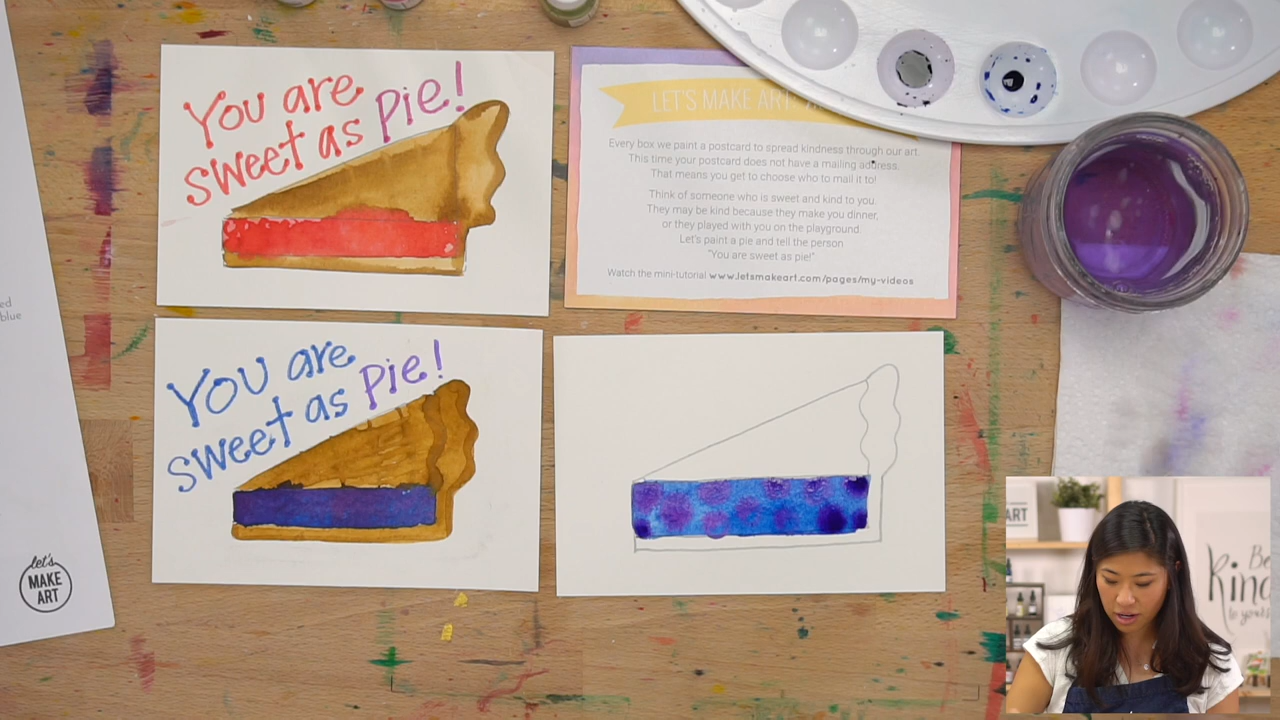 You are
sweet as pie!
LET'S MAKE ART
Every box we paint a postcard to spread kindness through our art.
This time your postcard does not have a mailing address.
That means you get to choose who to mail it to!
Think of someone who is sweet and kind to you.
They may be kind because they make you dinner,
or they played with you on the playground.
Let's paint a pie and tell the person
"You are sweet as pie!"
Watch the mini-tutorial www.letsmakeart.com/pages/my-videos
You are
sweet as pie!
ed
blue
let's
MAKE
ART
ART
Be
Kind
to yours